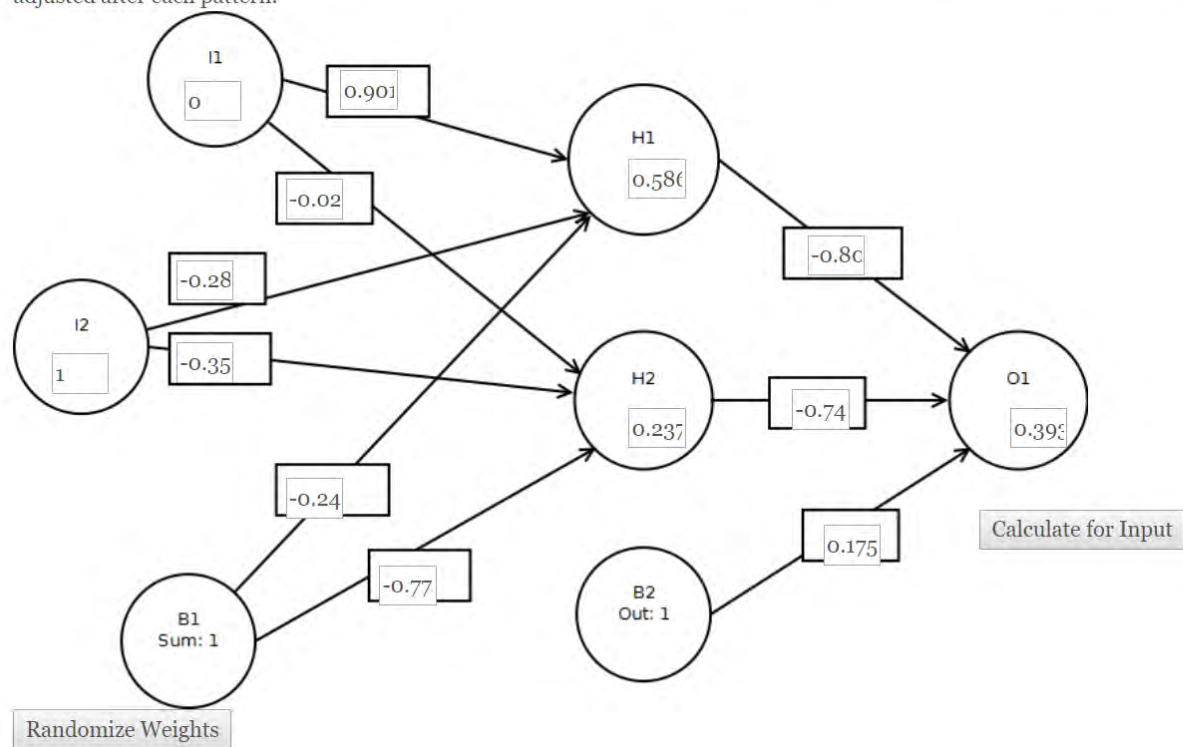 adjusted after each pattern.
I1
0
0.901
H1
0.586
-0.02
-0.80
-0.28
I2
1
-0.35
H2
0.237
-0.74
O1
0.393
-0.24
Calculate for Input
0.175
-0.77
B2
Out: 1
B1
Sum: 1
Randomize Weights